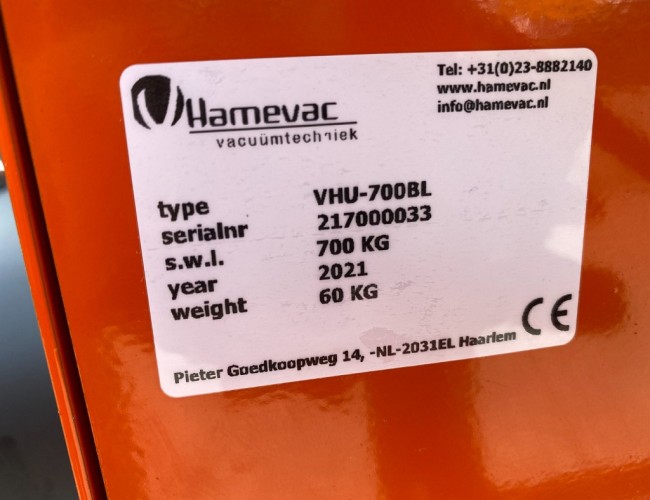 Hamevac
vacuümtechniek
Tel: +31(0)23-8882140
www.hamevac.nl
info@hamevac.nl
type VHU-700BL
serialnr 217000033
s.w.l. 700 KG
year 2021
weight 60 KG
CE
Pieter Goedkoopweg 14, -NL-2031EL Haarlem